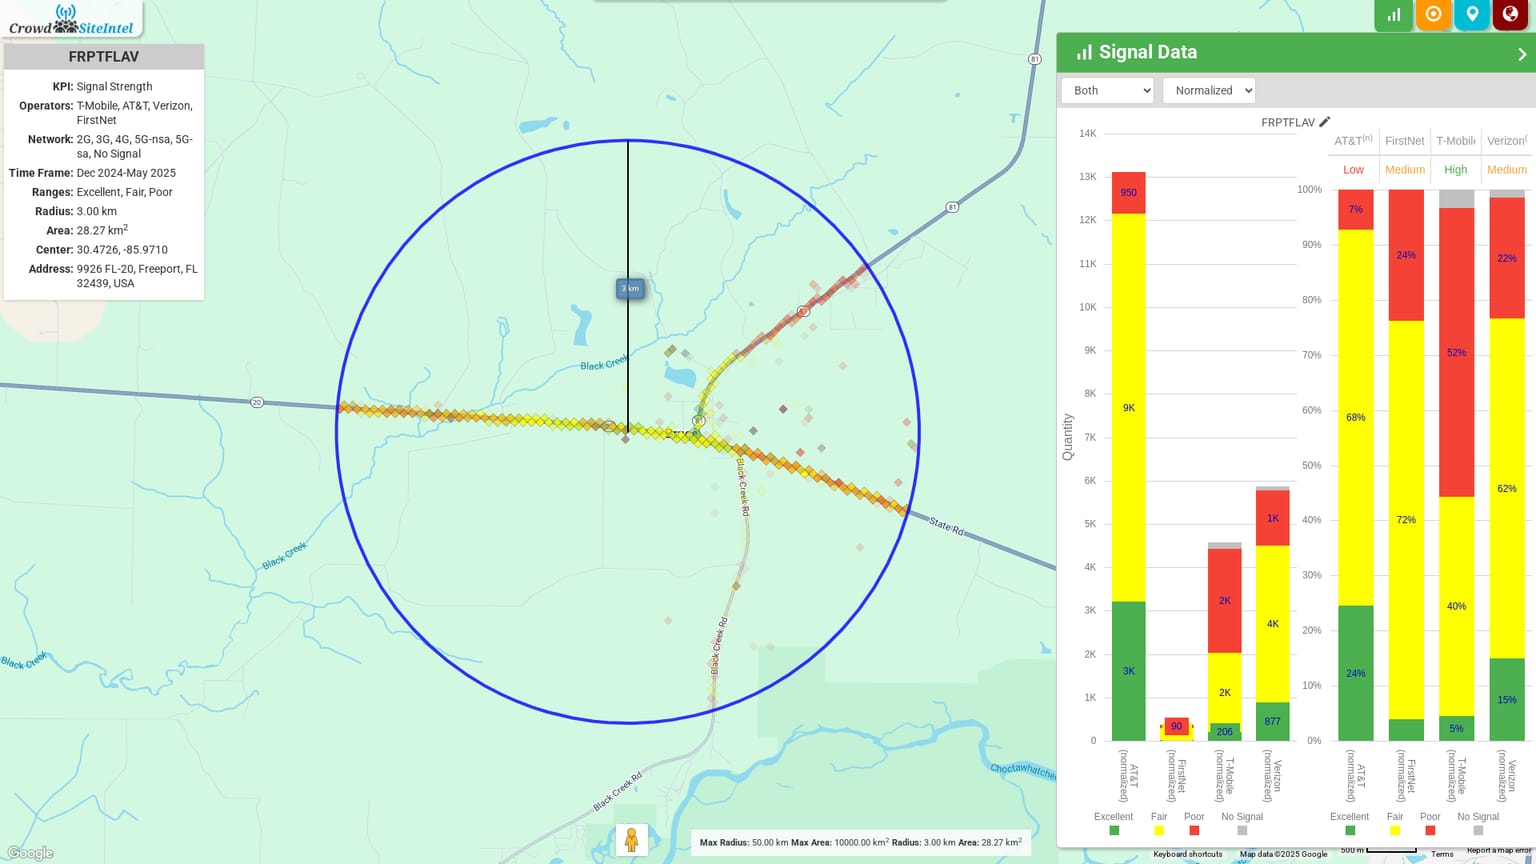 Crowd SiteIntel
FRPTFLAV
KPI: Signal Strength
Operators: T-Mobile, AT&T, Verizon,
FirstNet
Network: 2G, 3G, 4G, 5G-nsa, 5G-
sa, No Signal
Time Frame: Dec 2024-May 2025
Ranges: Excellent, Fair, Poor
Radius: 3.00 km
Area: 28.27 km2
Center: 30.4726, -85.9710
Address: 9926 FL-20, Freeport, FL
32439, USA
81
81
81
20
3 km
Black Creek
Black Creek
Black Creek
Black Creek Rd
Black Creek Rd
Black Creek Rd
State Rd
Choctawhatchee
Google
Max Radius: 50.00 km Max Area: 10000.00 km2 Radius: 3.00 km Area: 28.27 km2
Signal Data
Both
Normalized
FRPTFLAV
Quantity
14K
13K
12K
11K
10K
9K
8K
7K
6K
5K
4K
3K
2K
1K
0
950
9K
3K
90
2K
2K
206
1K
4K
877
AT&T (normalized)
FirstNet (normalized)
T-Mobile (normalized)
Verizon (normalized)
Excellent
Fair
Poor
No Signal
AT&T(n)
FirstNet
T-Mobile
Verizon(
Low
Medium
High
Medium
100%
90%
80%
70%
60%
50%
40%
30%
20%
10%
0%
7%
68%
24%
24%
72%
52%
40%
5%
22%
62%
15%
AT&T (normalized)
FirstNet (normalized)
T-Mobile (normalized)
Verizon (normalized)
Excellent
Fair
Poor
No Signal
Keyboard shortcuts
Map data ©2025 Google
500 m
Terms
Report a map error